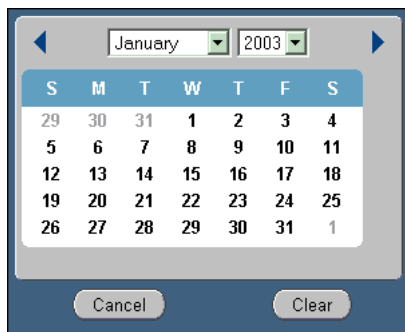 January 2003
S M T W T F S
29 30 31 1 2 3 4
5 6 7 8 9 10 11
12 13 14 15 16 17 18
19 20 21 22 23 24 25
26 27 28 29 30 31 1
Cancel Clear